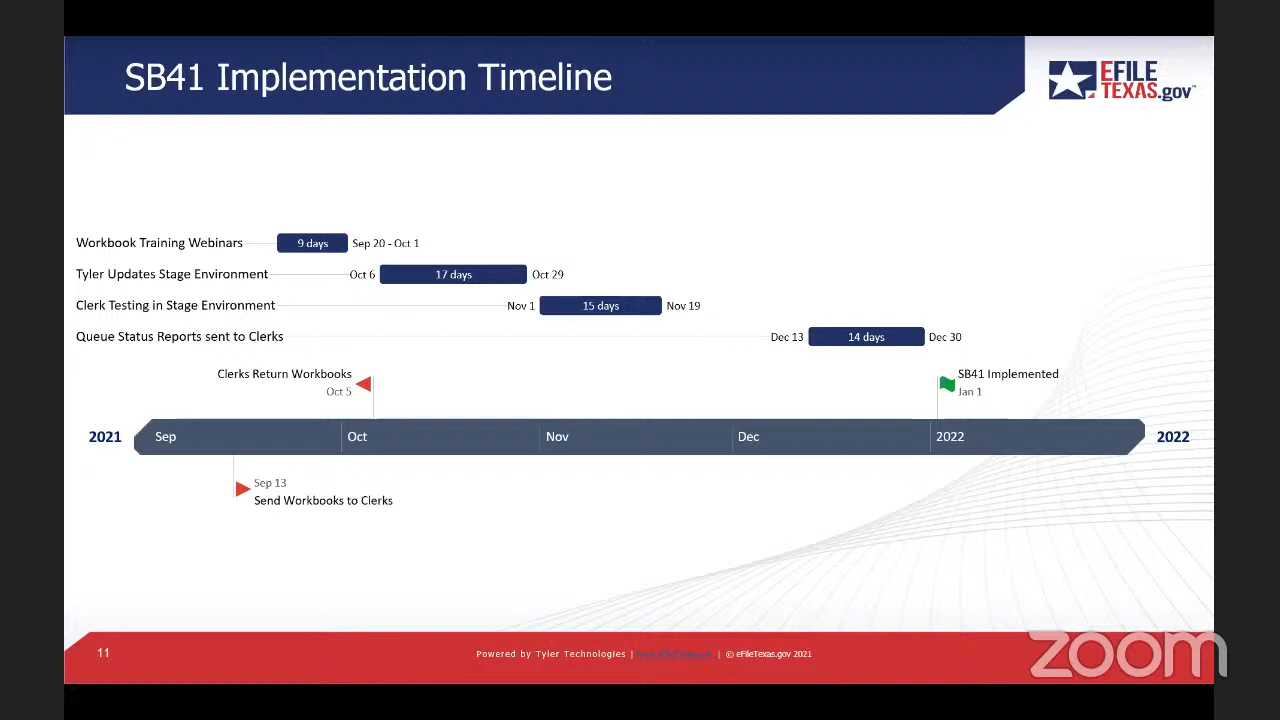 SB41 Implementation Timeline
EFILE
TEXAS.gov™
Workbook Training Webinars 9 days Sep 20 - Oct 1
Tyler Updates Stage Environment Oct 6 17 days Oct 29
Clerk Testing in Stage Environment Nov 1 15 days Nov 19
Queue Status Reports sent to Clerks Dec 13 14 days Dec 30
Clerks Return Workbooks
Oct 5
SB41 Implemented
Jan 1
2021 Sep Oct Nov Dec 2022 2022
Sep 13
Send Workbooks to Clerks
11
Powered by Tyler Technologies | | © eFileTexas.gov 2021
zoom